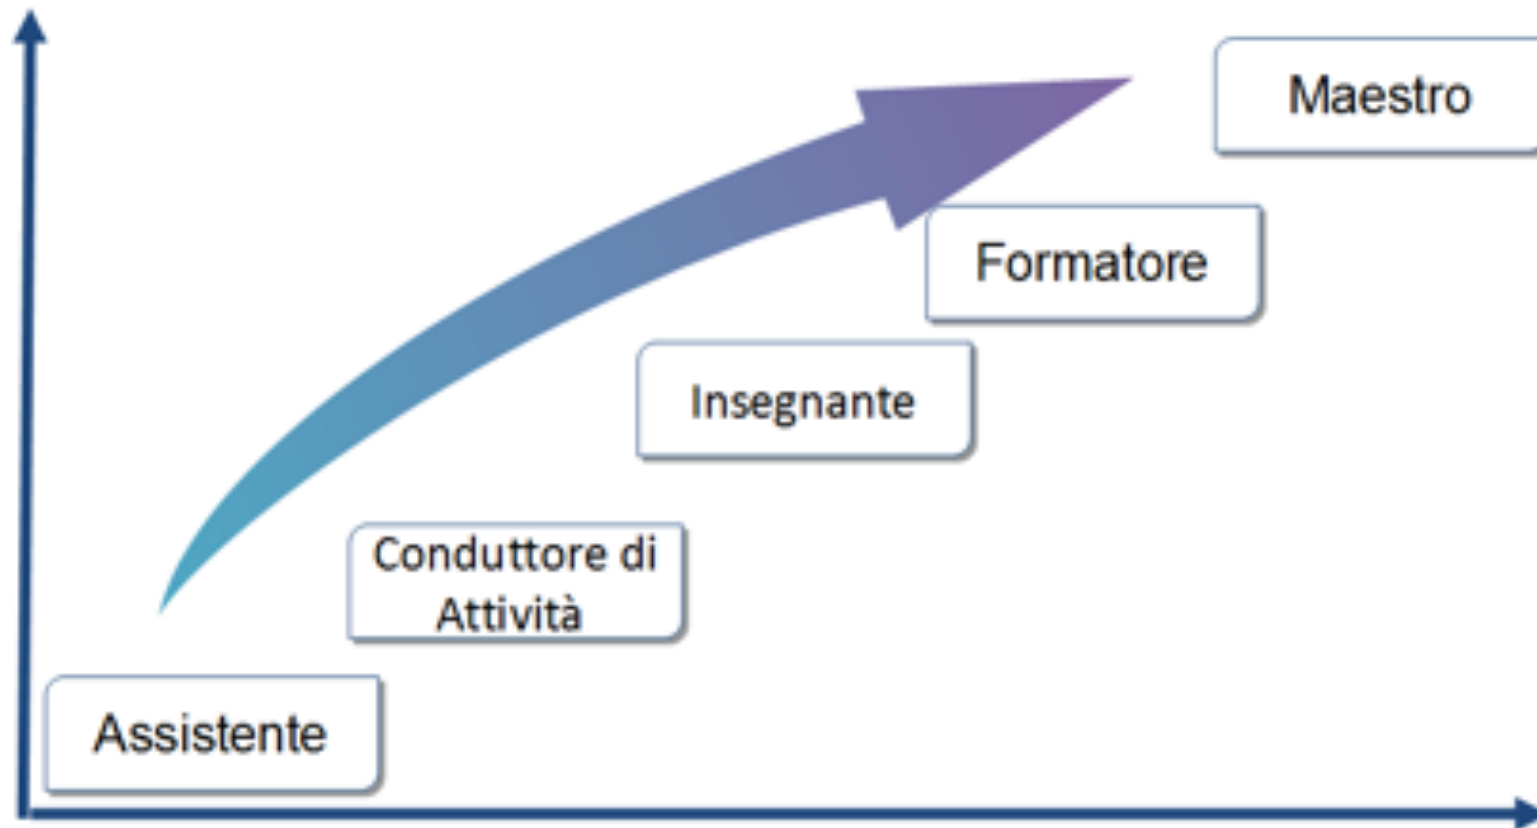 Maestro
Formatore
Insegnante
Conduttore di
Attività
Assistente